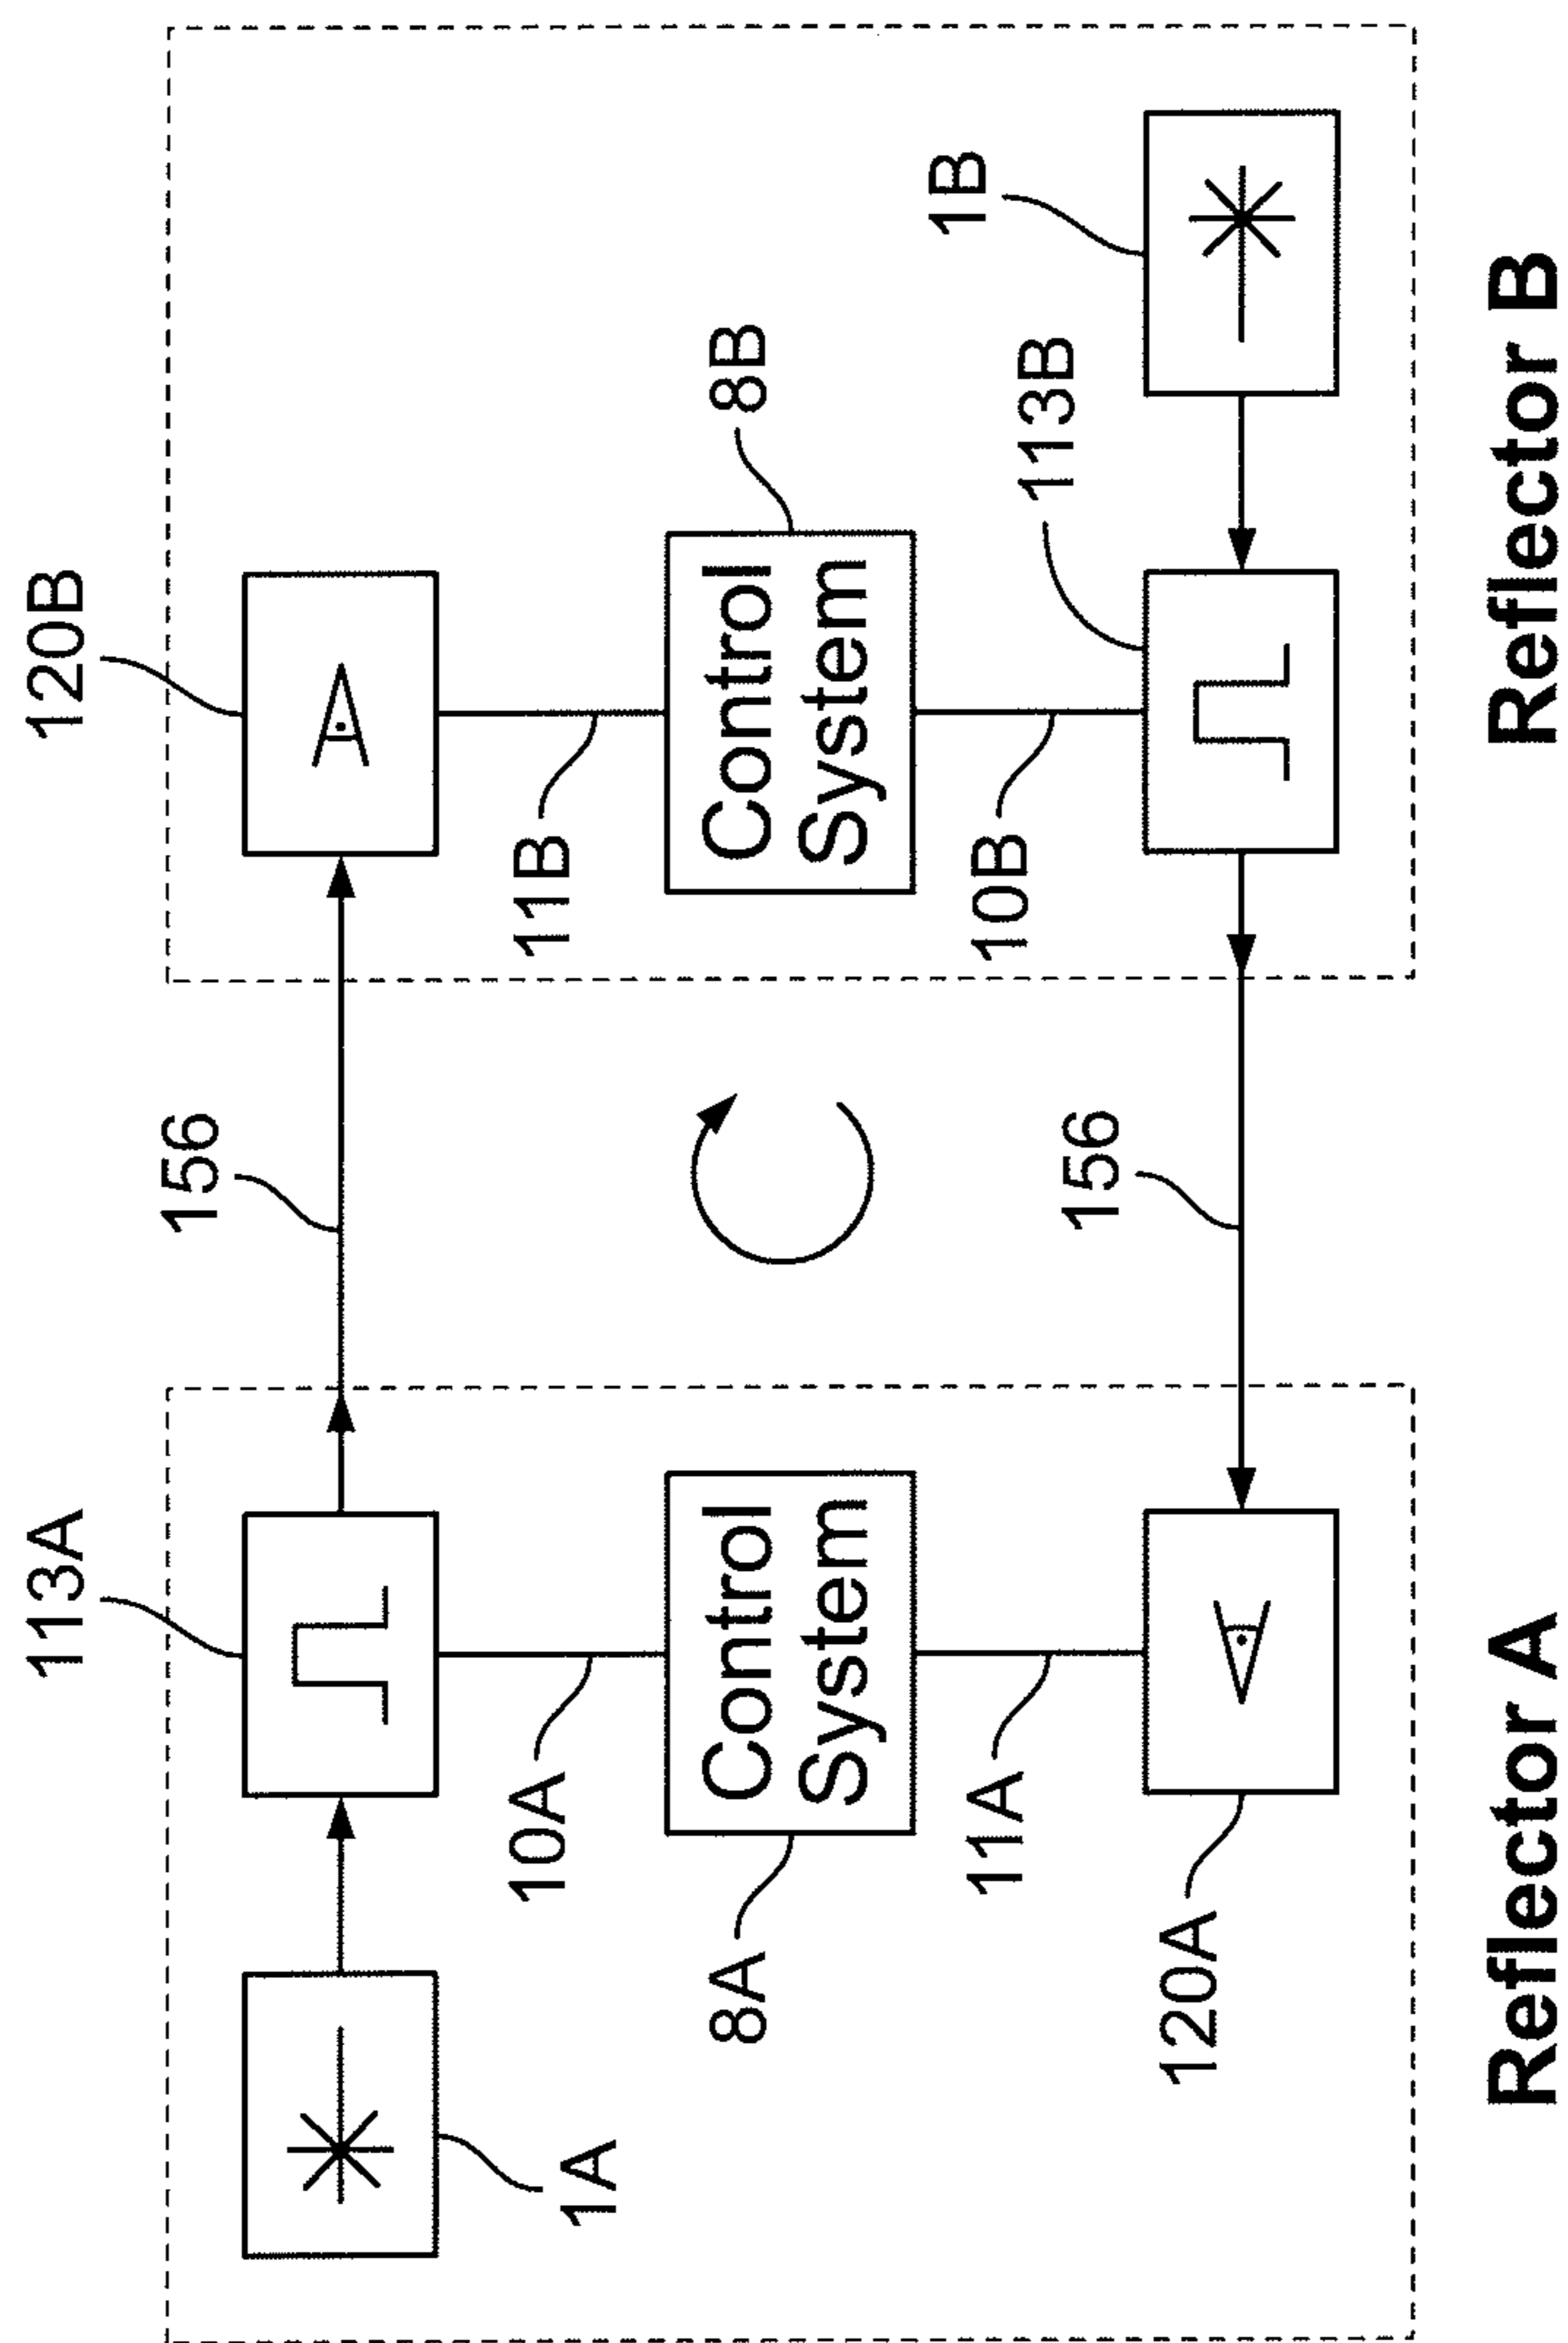 113A
120B
156
10A
11B
1A
8A
Control
System
Control
System
8B
1B
11A
10B
113B
156
120A
Reflector A
Reflector B